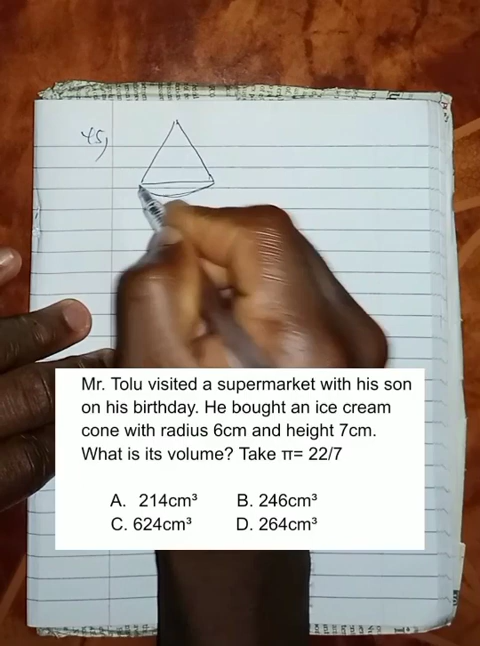 45)
Mr. Tolu visited a supermarket with his son
on his birthday. He bought an ice cream
cone with radius 6cm and height 7cm.
What is its volume? Take π= 22/7
A. 214cm³ B. 246cm³
C. 624cm³ D. 264cm³